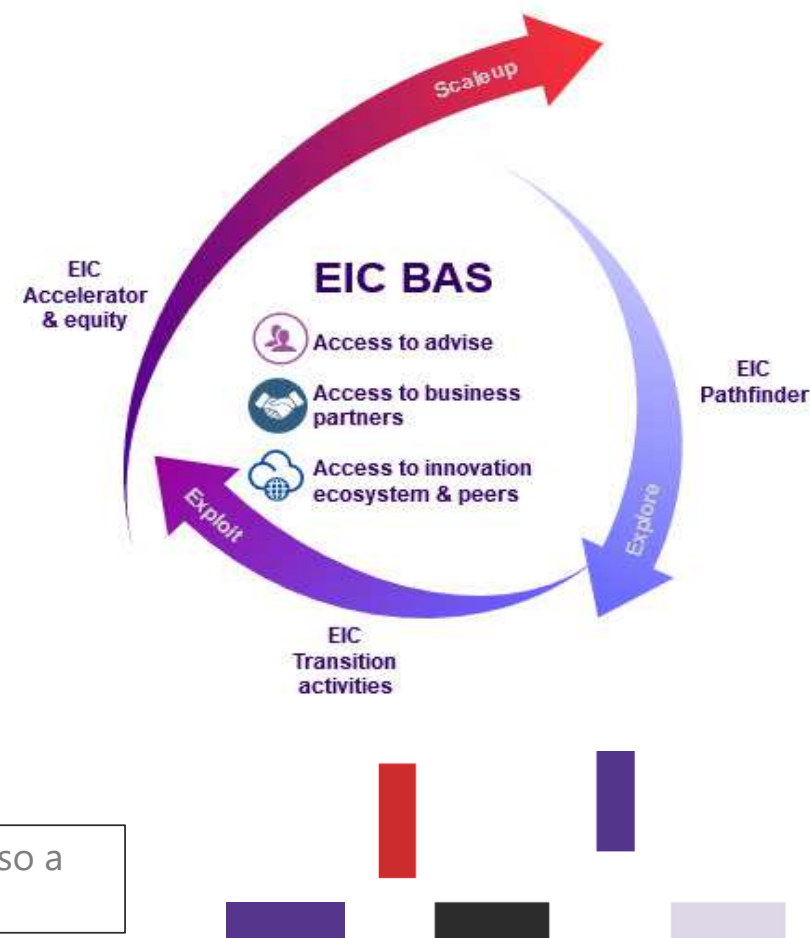 Scaleup
EIC
Accelerator
& equity
EIC BAS
Access to advise
Access to business
partners
Access to innovation
ecosystem & peers
EIC
Pathfinder
Explore
Exploit
EIC
Transition
activities
so a